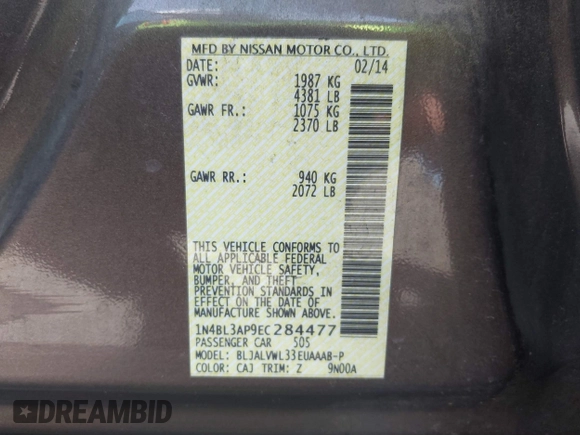 MFD BY NISSAN MOTOR CO., LTD.
DATE: 02/14
GVWR: 1987 KG
4381 LB
GAWR FR.: 1075 KG
2370 LB
GAWR RR.: 940 KG
2072 LB
THIS VEHICLE CONFORMS TO
ALL APPLICABLE FEDERAL
MOTOR VEHICLE SAFETY,
BUMPER, AND THEFT
PREVENTION STANDARDS IN
EFFECT ON THE DATE OF
MANUFACTURE SHOWN ABOVE.
1N4BL3AP9EC284477
PASSENGER CAR 505
MODEL: BLJALVWL33EUAAAB-P
COLOR: CAJ TRIM: Z 9N00A
DREAMBID